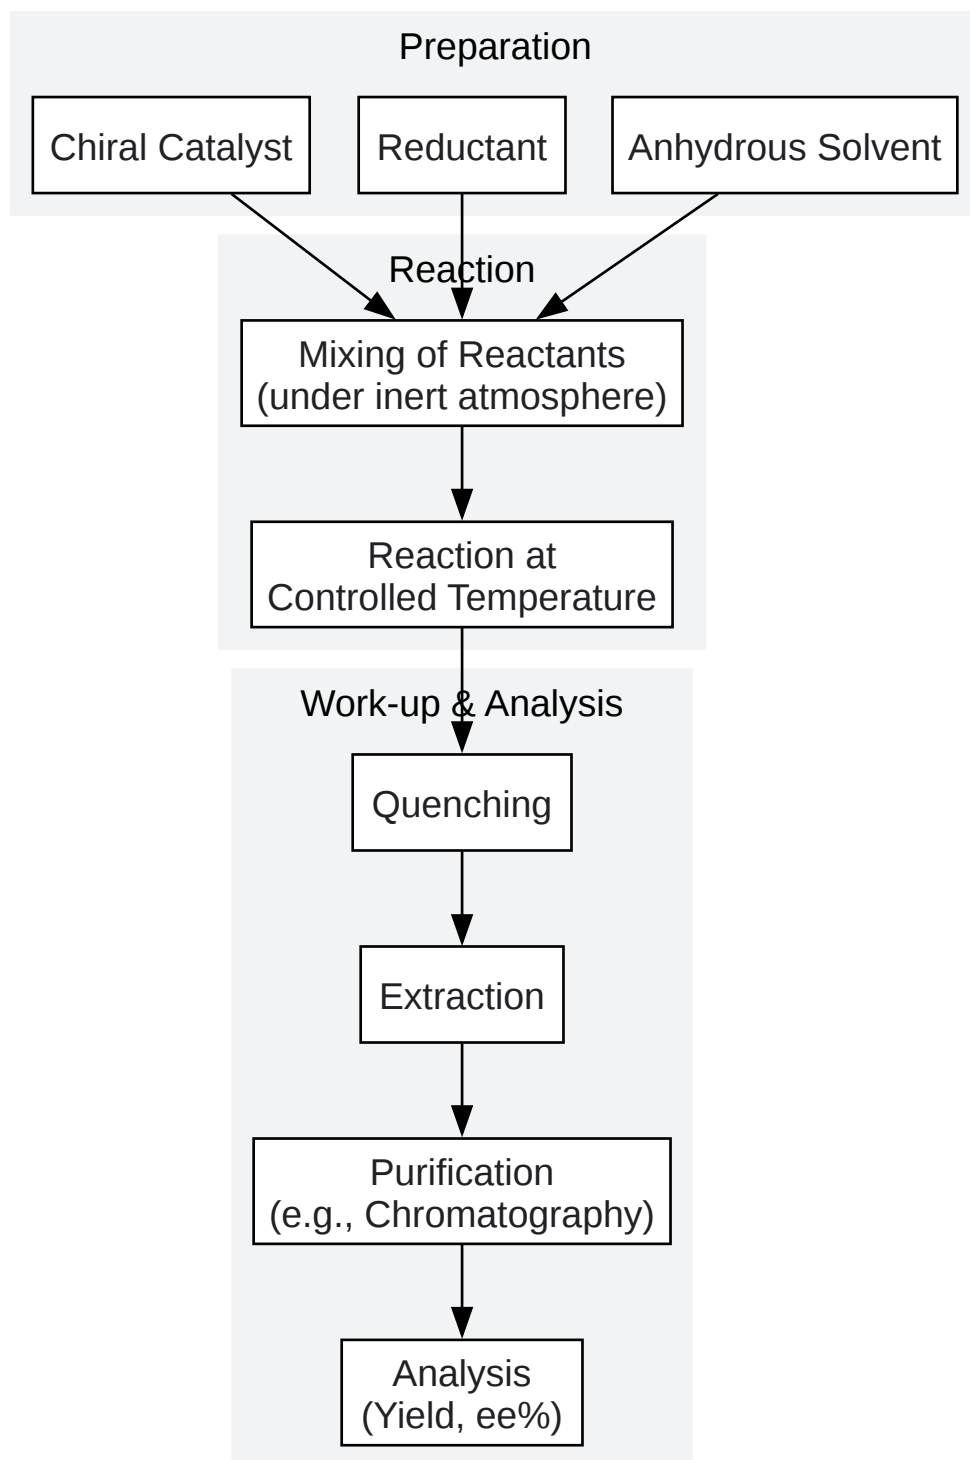 Preparation
Chiral Catalyst
Reductant
Anhydrous Solvent
Reaction
Mixing of Reactants
(under inert atmosphere)
Reaction at
Controlled Temperature
Work-up & Analysis
Quenching
Extraction
Purification
(e.g., Chromatography)
Analysis
(Yield, ee%)